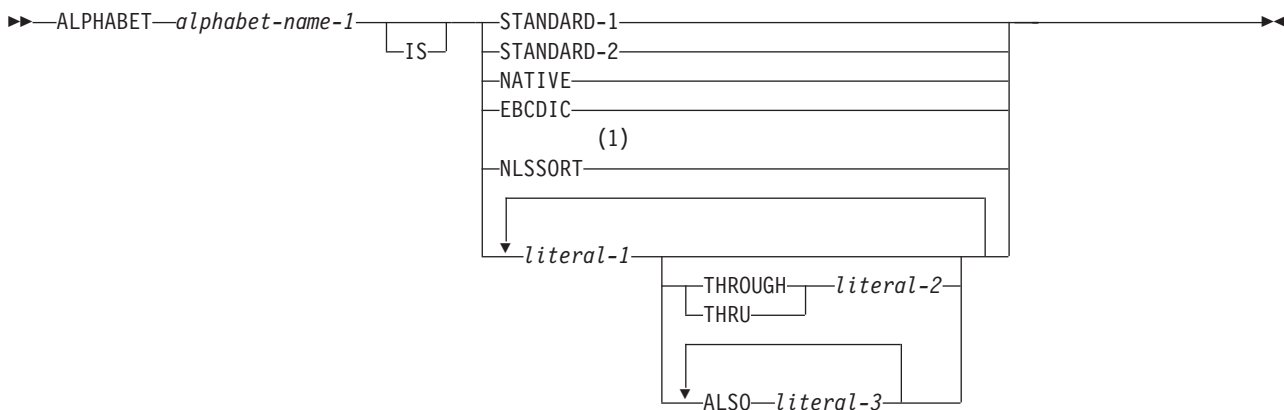 ALPHABET alphabet-name-1 IS STANDARD-1
STANDARD-2
NATIVE
EBCDIC
(1)
NLSSORT
literal-1
THROUGH literal-2
THRU
ALSO literal-3